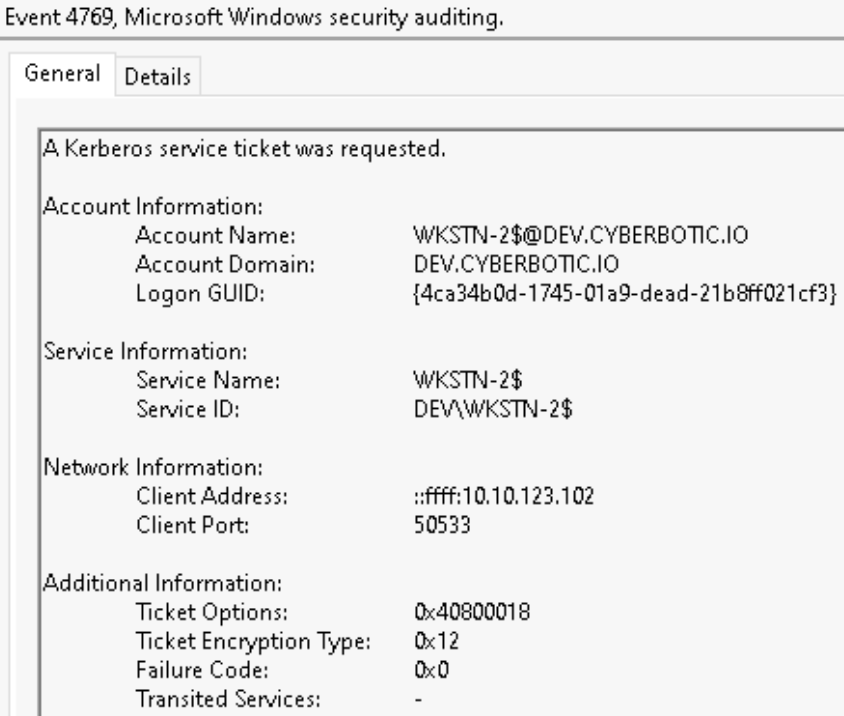 Event 4769, Microsoft Windows security auditing.
General Details
A Kerberos service ticket was requested.
Account Information:
Account Name: WKSTN-2$@DEV.CYBERBOTIC.IO
Account Domain: DEV.CYBERBOTIC.IO
Logon GUID: {4ca34b0d-1745-01a9-dead-21b8ff021cf3}
Service Information:
Service Name: WKSTN-2$
Service ID: DEV\WKSTN-2$
Network Information:
Client Address: ::ffff:10.10.123.102
Client Port: 50533
Additional Information:
Ticket Options: 0x40800018
Ticket Encryption Type: 0x12
Failure Code: 0x0
Transited Services: -